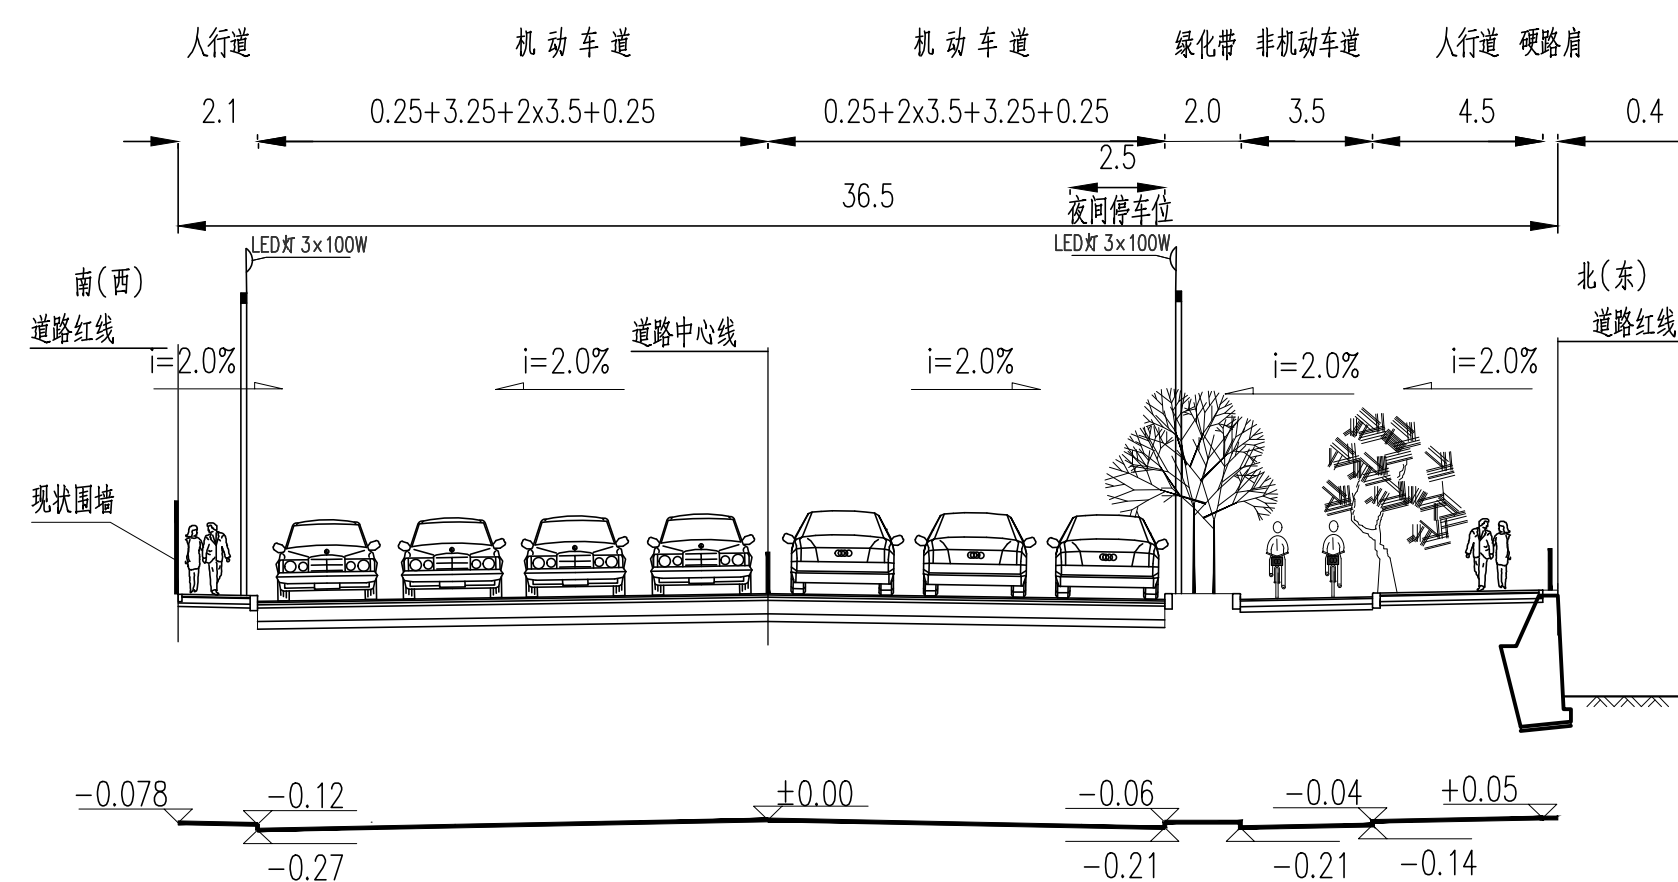 人行道 机动车道 机动车道 绿化带 非机动车道 人行道 硬路肩
2.1 0.25+3.25+2x3.5+0.25 0.25+2x3.5+3.25+0.25 2.0 3.5 4.5 0.4
2.5
36.5
夜间停车位
LED灯 3×100W LED灯 3×100W
南(西) 北(东)
道路红线 道路中心线 道路红线
i=2.0% i=2.0% i=2.0% i=2.0% i=2.0%
现状围墙
-0.078 -0.12 ±0.00 -0.06 -0.04 +0.05
-0.27 -0.21 -0.21 -0.14